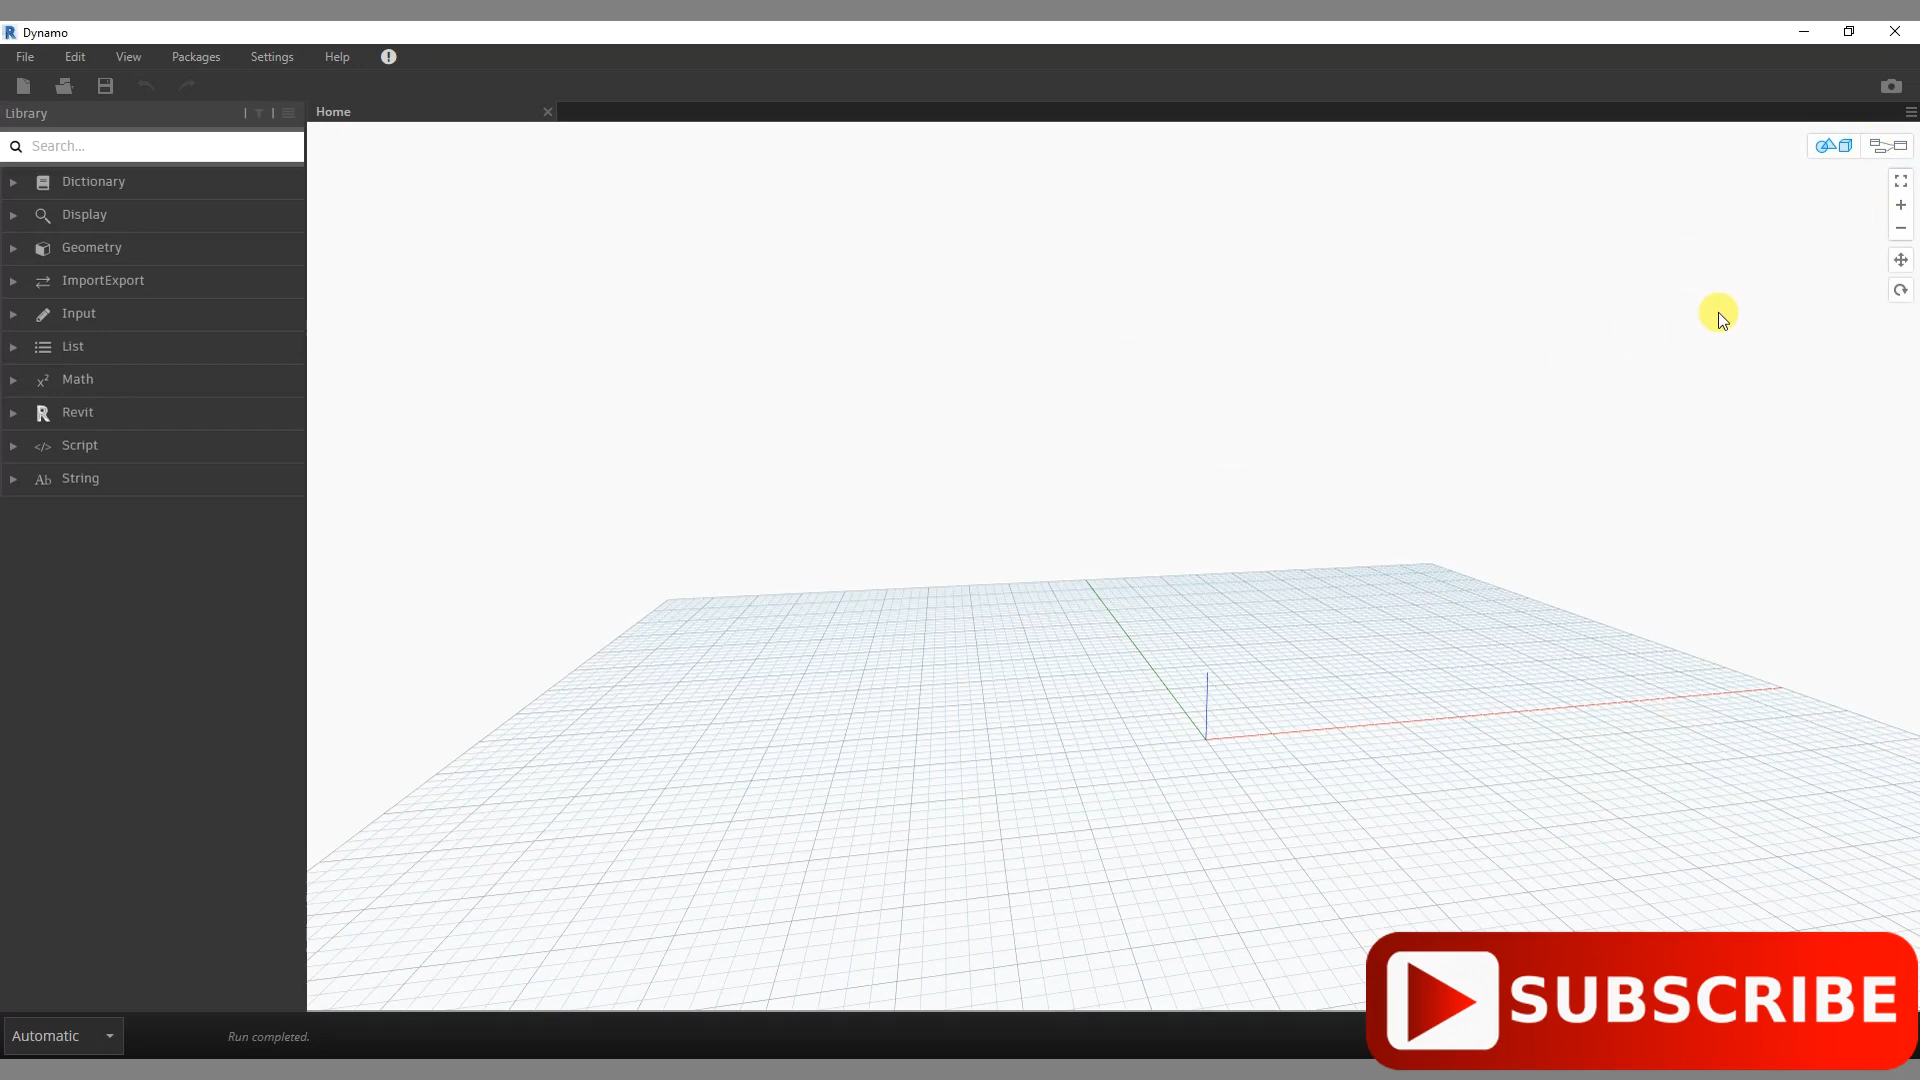 Dynamo
File Edit View Packages Settings Help
Library
Home
Search...
Dictionary
Display
Geometry
ImportExport
Input
List
Math
Revit
Script
Ab String
Automatic
Run completed.
SUBSCRIBE